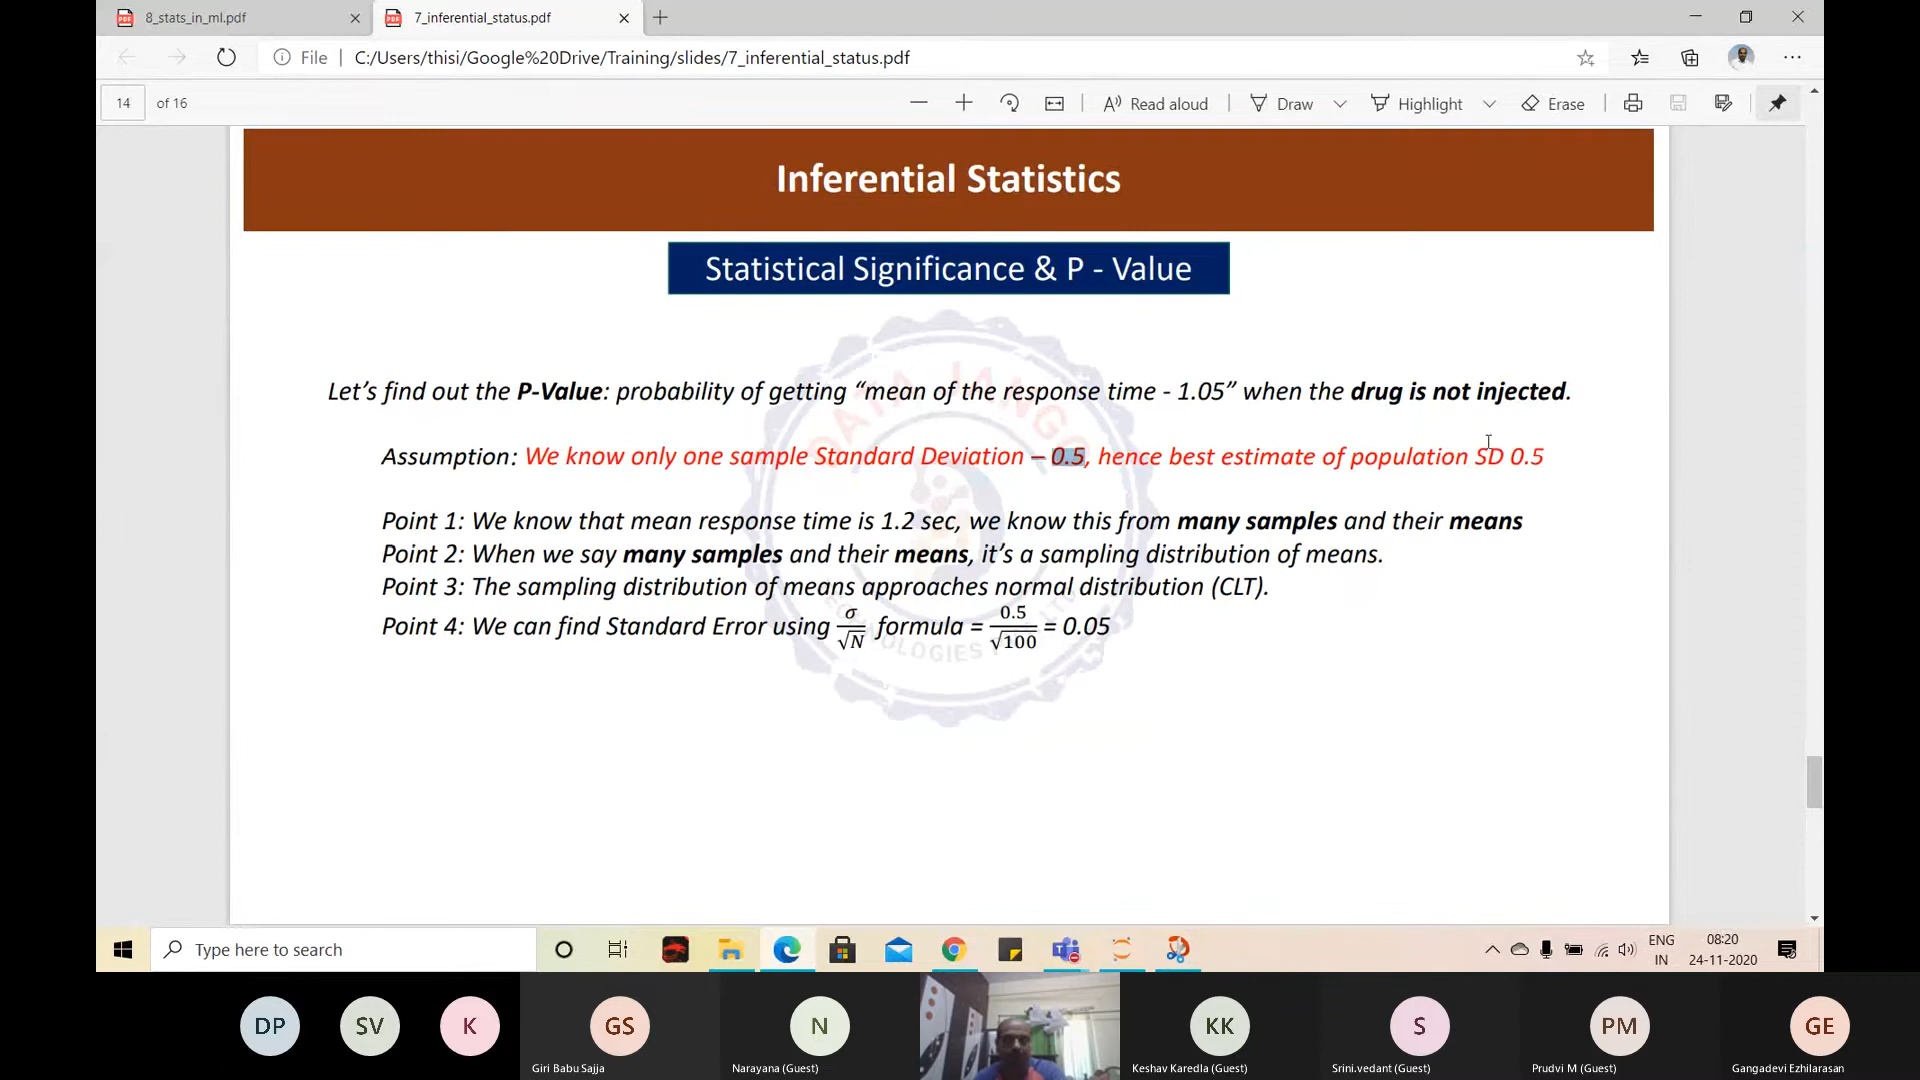 8_stats_in_ml.pdf
7_inferential_status.pdf
File
C:/Users/thisi/Google%20Drive/Training/slides/7_inferential_status.pdf
14 of 16
Read aloud
Draw
Highlight
Erase
Inferential Statistics
Statistical Significance & P - Value
Let’s find out the P-Value: probability of getting “mean of the response time - 1.05” when the drug is not injected.
Assumption: We know only one sample Standard Deviation – 0.5, hence best estimate of population SD 0.5
Point 1: We know that mean response time is 1.2 sec, we know this from many samples and their means
Point 2: When we say many samples and their means, it’s a sampling distribution of means.
Point 3: The sampling distribution of means approaches normal distribution (CLT).
Point 4: We can find Standard Error using σ/√N formula = 0.5/√100 = 0.05
Type here to search
ENG
IN
08:20
24-11-2020
DP
SV
K
GS
N
KK
S
PM
GE
Giri Babu Sajja
Narayana (Guest)
Keshav Karedla (Guest)
Srini.vedant (Guest)
Prudvi M (Guest)
Gangadevi Ezhilarasan